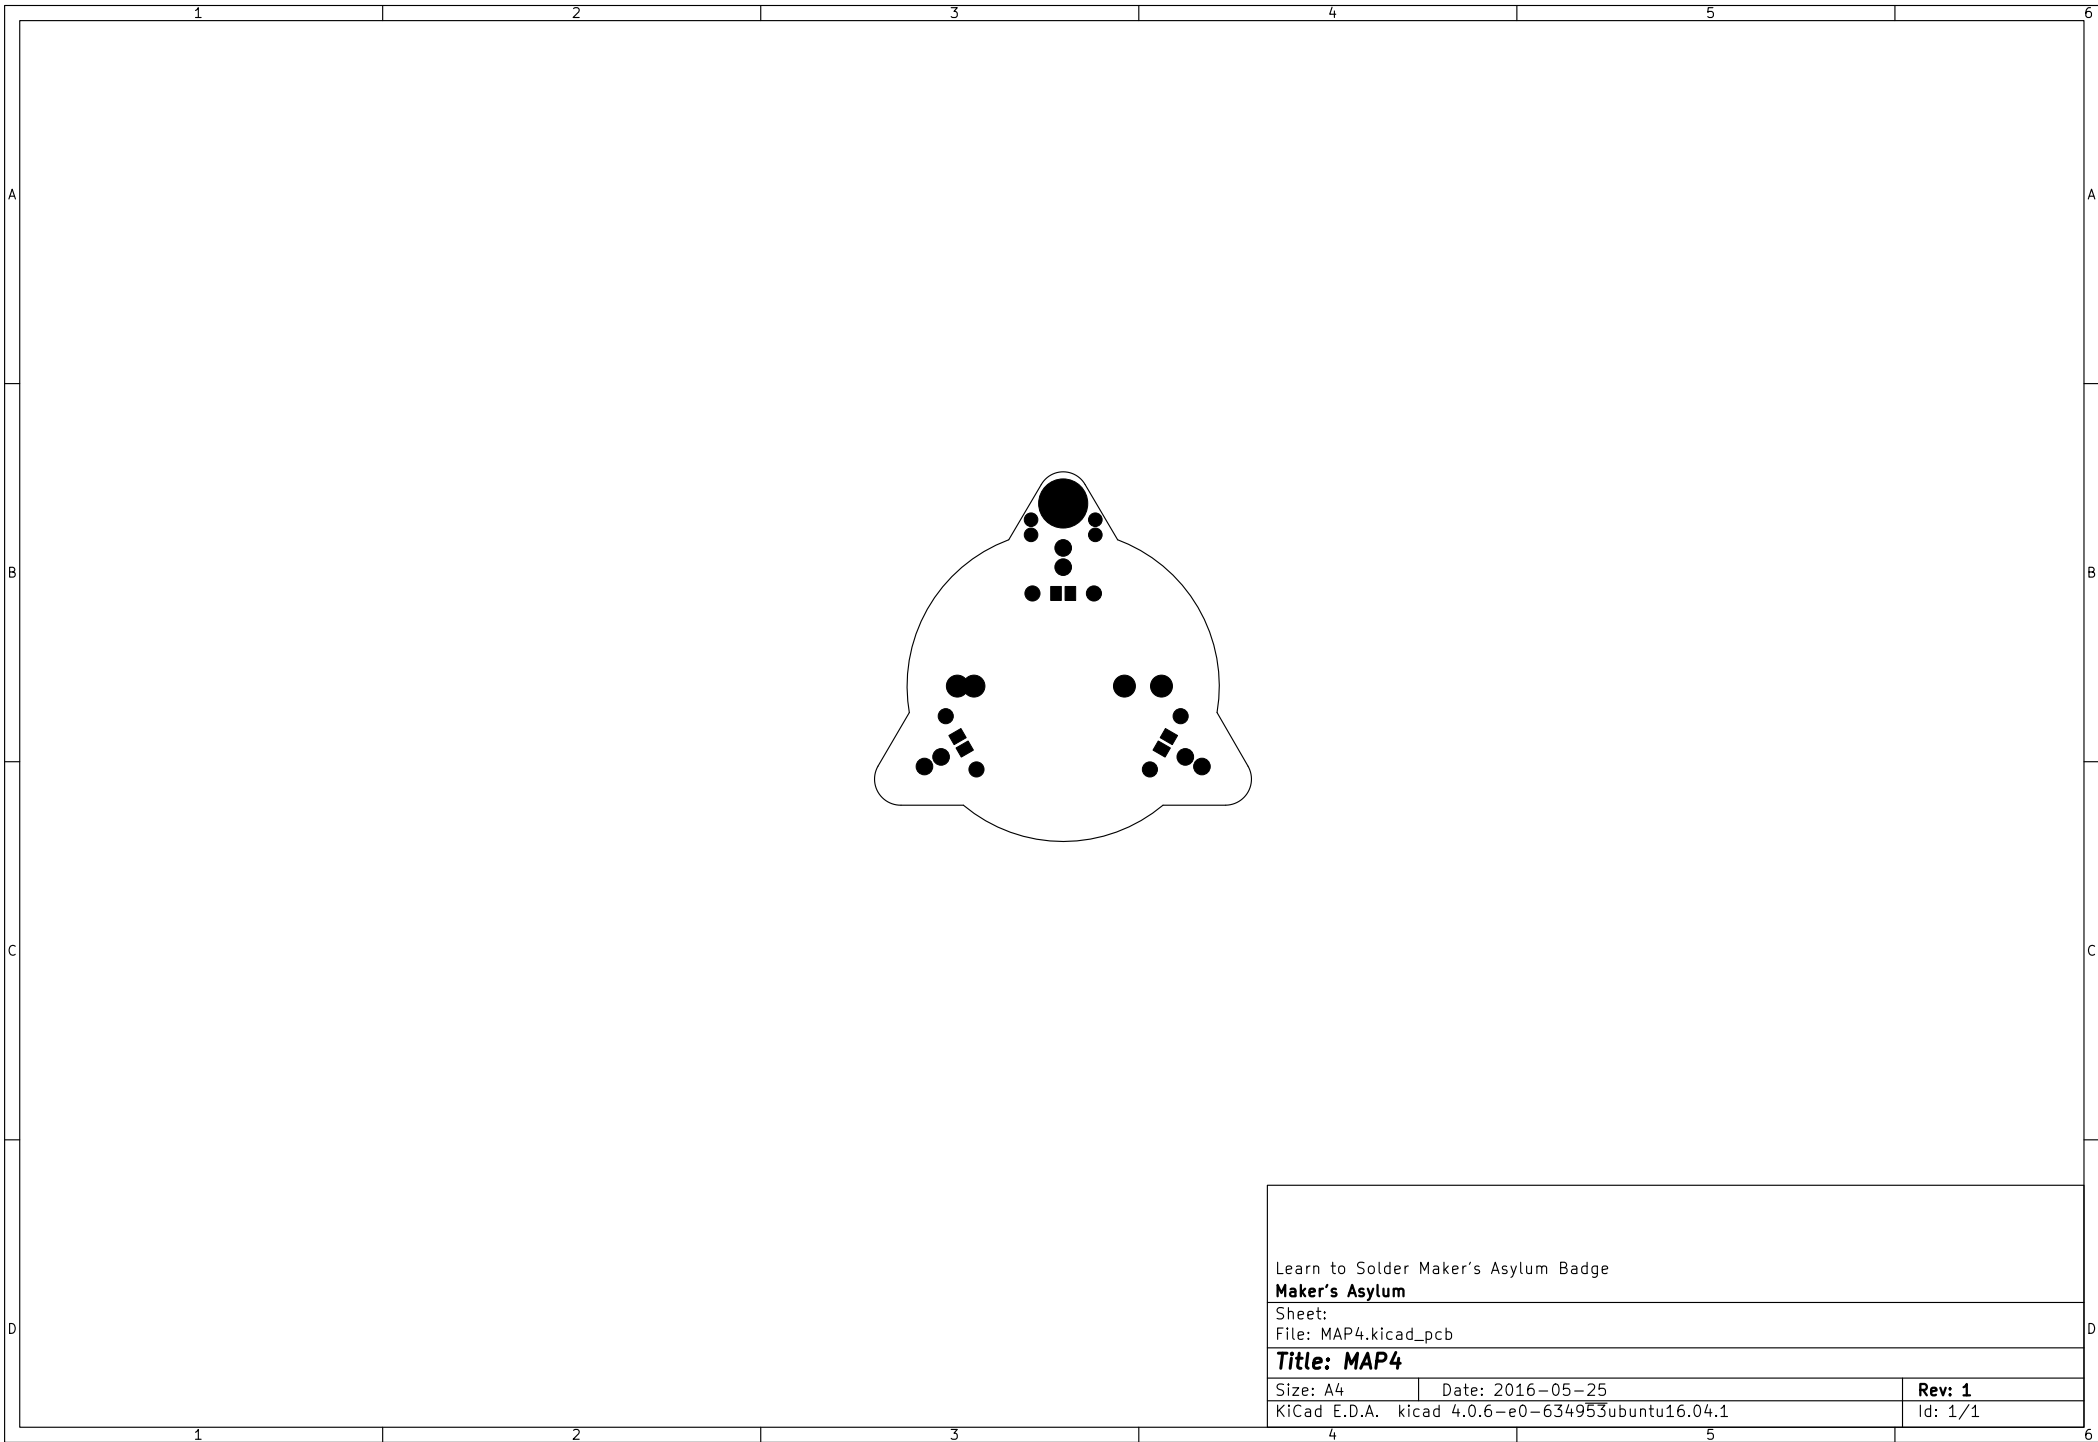 1 2 3 4 5 6
A A
B B
C C
D D
Learn to Solder Maker's Asylum Badge
Maker's Asylum
Sheet:
File: MAP4.kicad_pcb
Title: MAP4
Size: A4 Date: 2016-05-25 Rev: 1
KiCad E.D.A. kicad 4.0.6-e0-634953ubuntu16.04.1 Id: 1/1
1 2 3 4 5 6